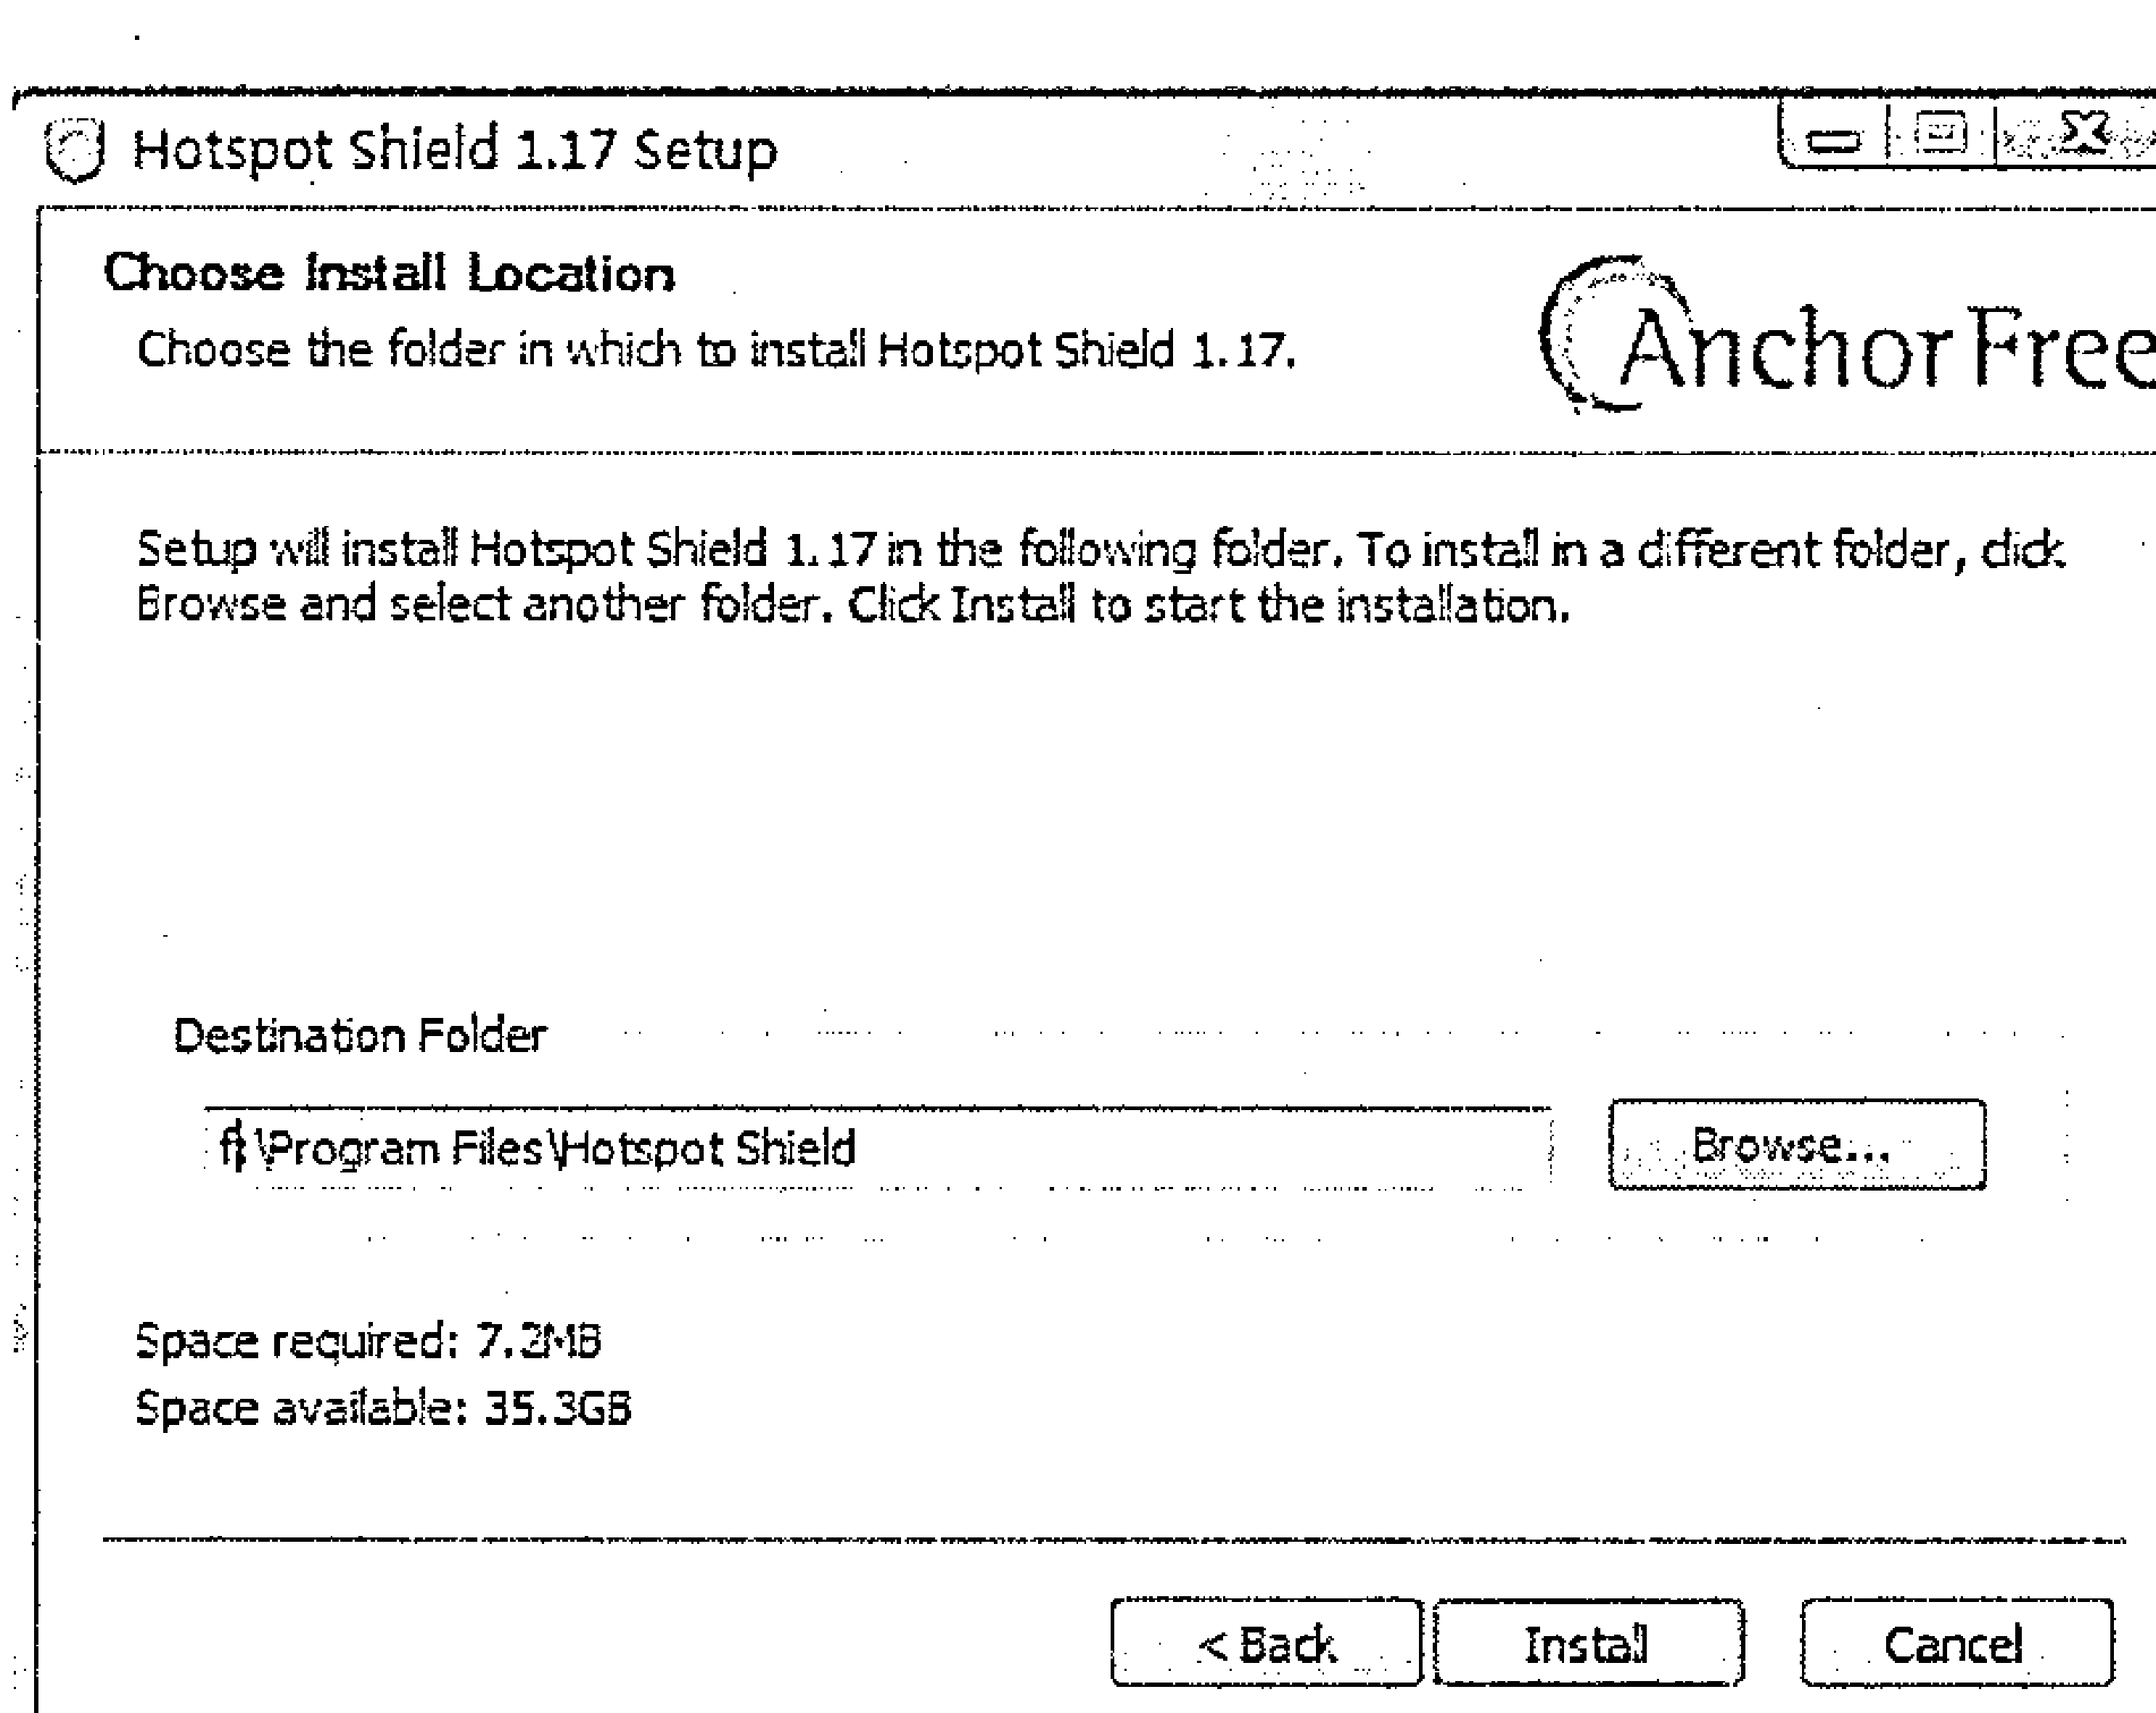 Hotspot Shield 1.17 Setup
Choose Install Location
Choose the folder in which to install Hotspot Shield 1.17.
AnchorFree
Setup will install Hotspot Shield 1.17 in the following folder. To install in a different folder, click
Browse and select another folder. Click Install to start the installation.
Destination Folder
f:\Program Files\Hotspot Shield
Browse...
Space required: 7.2MB
Space available: 35.3GB
< Back
Install
Cancel